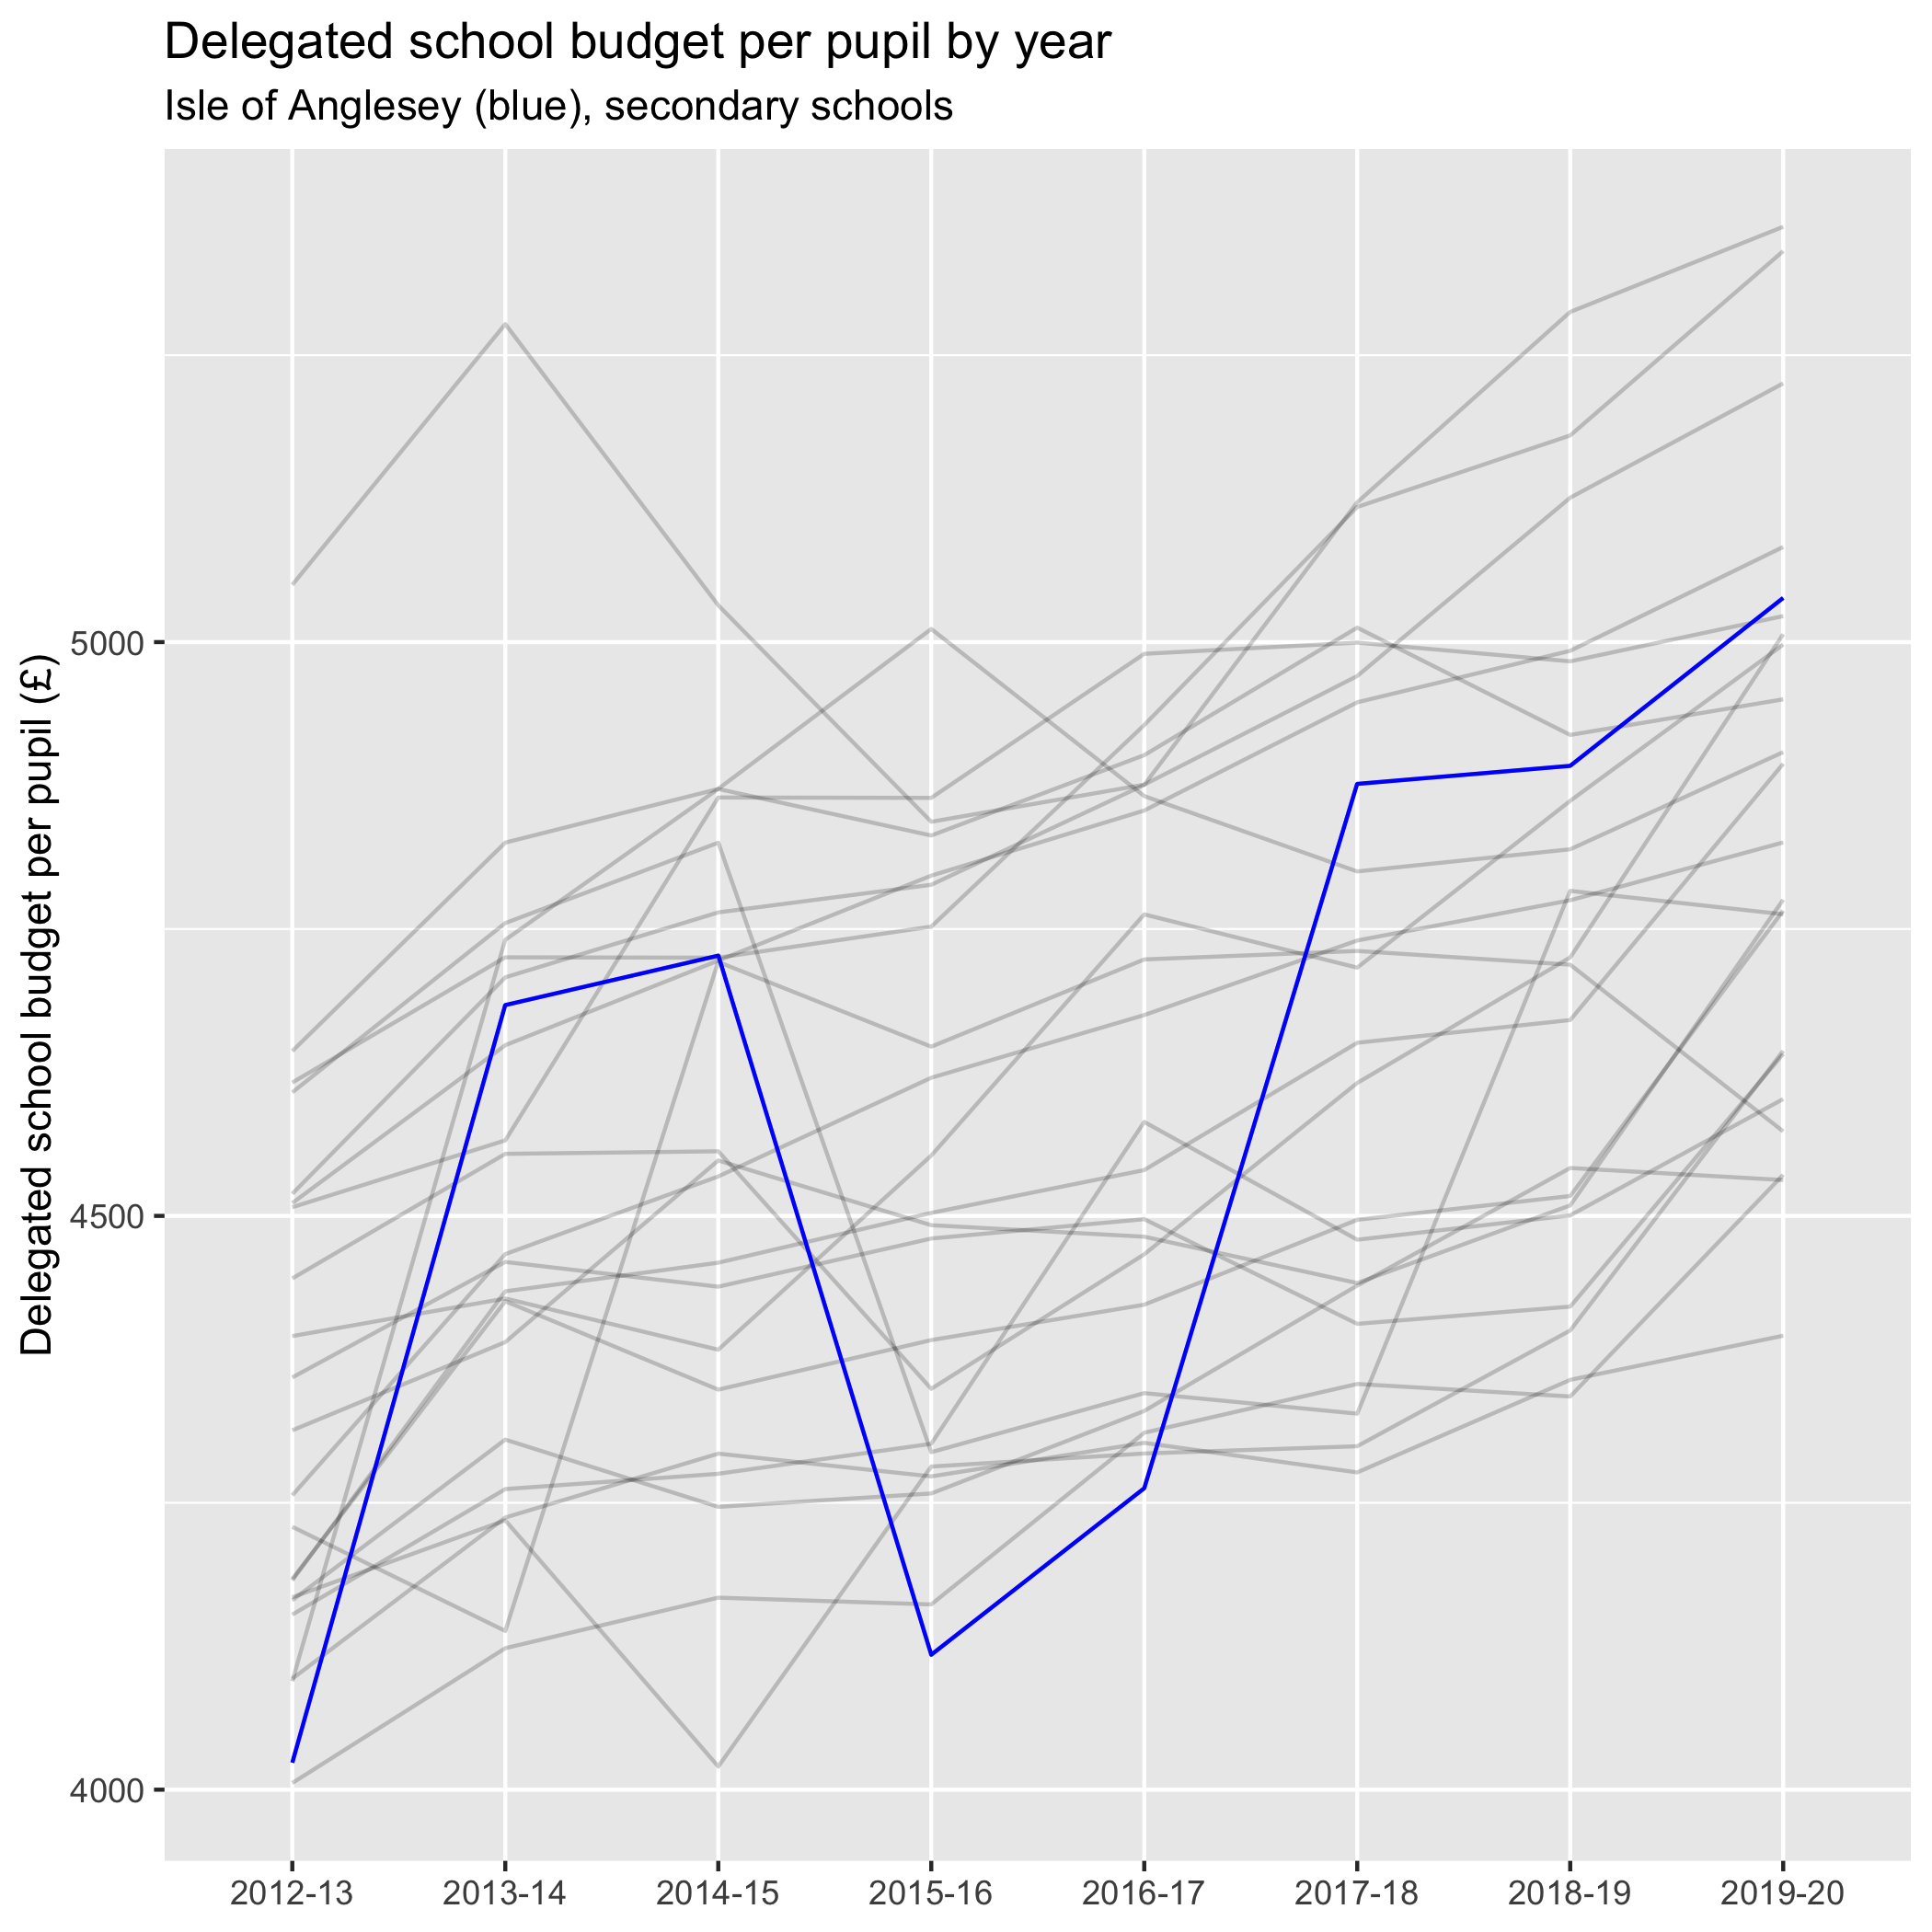 Delegated school budget per pupil by year
Isle of Anglesey (blue), secondary schools
Delegated school budget per pupil (£)
5000
4500
4000
2012-13 2013-14 2014-15 2015-16 2016-17 2017-18 2018-19 2019-20